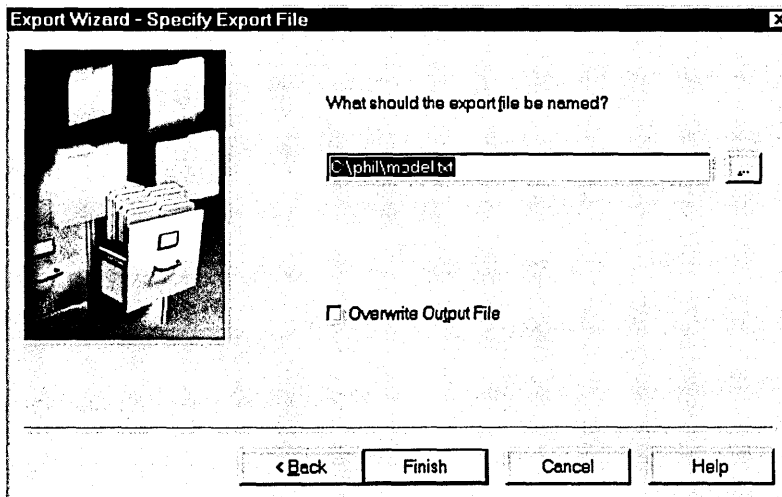 Export Wizard - Specify Export File
What should the export file be named?
C:\phil\model.txt
...
Overwrite Output File
< Back
Finish
Cancel
Help